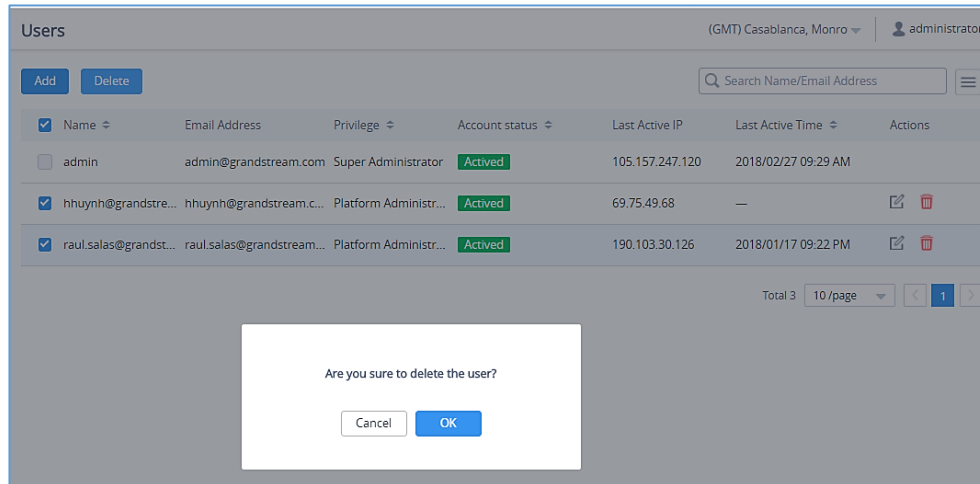 Users (GMT) Casablanca, Monro administrator
Add Delete Search Name/Email Address
Name Email Address Privilege Account status Last Active IP Last Active Time Actions
admin admin@grandstream.com Super Administrator Actived 105.157.247.120 2018/02/27 09:29 AM
hhuynh@grandstre... hhuynh@grandstream.c... Platform Administr... Actived 69.75.49.68 —
raul.salas@grandst... raul.salas@grandstream... Platform Administr... Actived 190.103.30.126 2018/01/17 09:22 PM
Total 3 10 /page < 1 >
Are you sure to delete the user?
Cancel OK